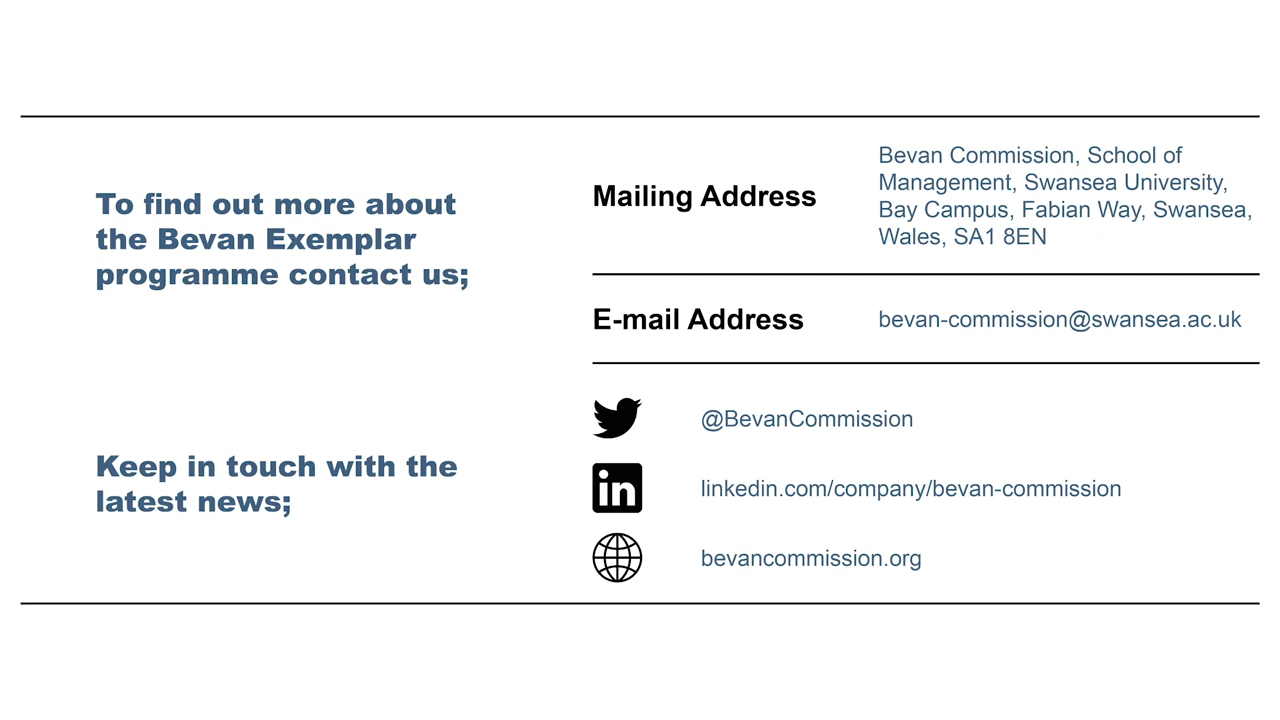 To find out more about
the Bevan Exemplar
programme contact us;
Mailing Address
Bevan Commission, School of
Management, Swansea University,
Bay Campus, Fabian Way, Swansea,
Wales, SA1 8EN
E-mail Address
bevan-commission@swansea.ac.uk
Keep in touch with the
latest news;
@BevanCommission
in
linkedin.com/company/bevan-commission
bevancommission.org